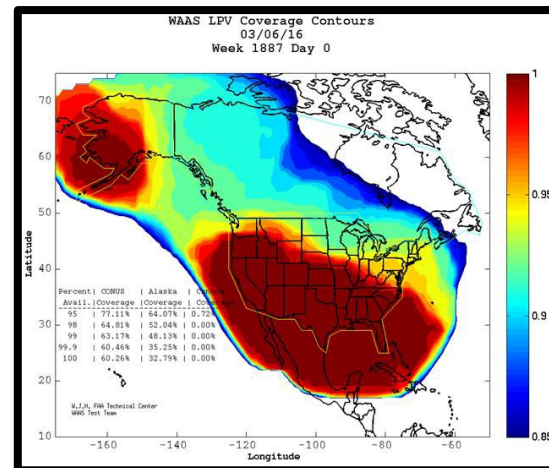 WAAS LPV Coverage Contours
03/06/16
Week 1887 Day 0
70
60
50
40
30
20
10
Latitude
Percent| CONUS | Alaska |
Avail. |Coverage |Coverage |
95 | 77.11% | 64.07% | 0.72%
98 | 64.81% | 52.04% | 0.00%
99 | 63.17% | 48.13% | 0.00%
99.9 | 60.46% | 35.25% | 0.00%
100 | 60.26% | 32.79% | 0.00%
W.J.H. FAA Technical Center
WAAS Test Team
-160 -140 -120 -100 -80 -60
Longitude
1
0.95
0.9
0.85